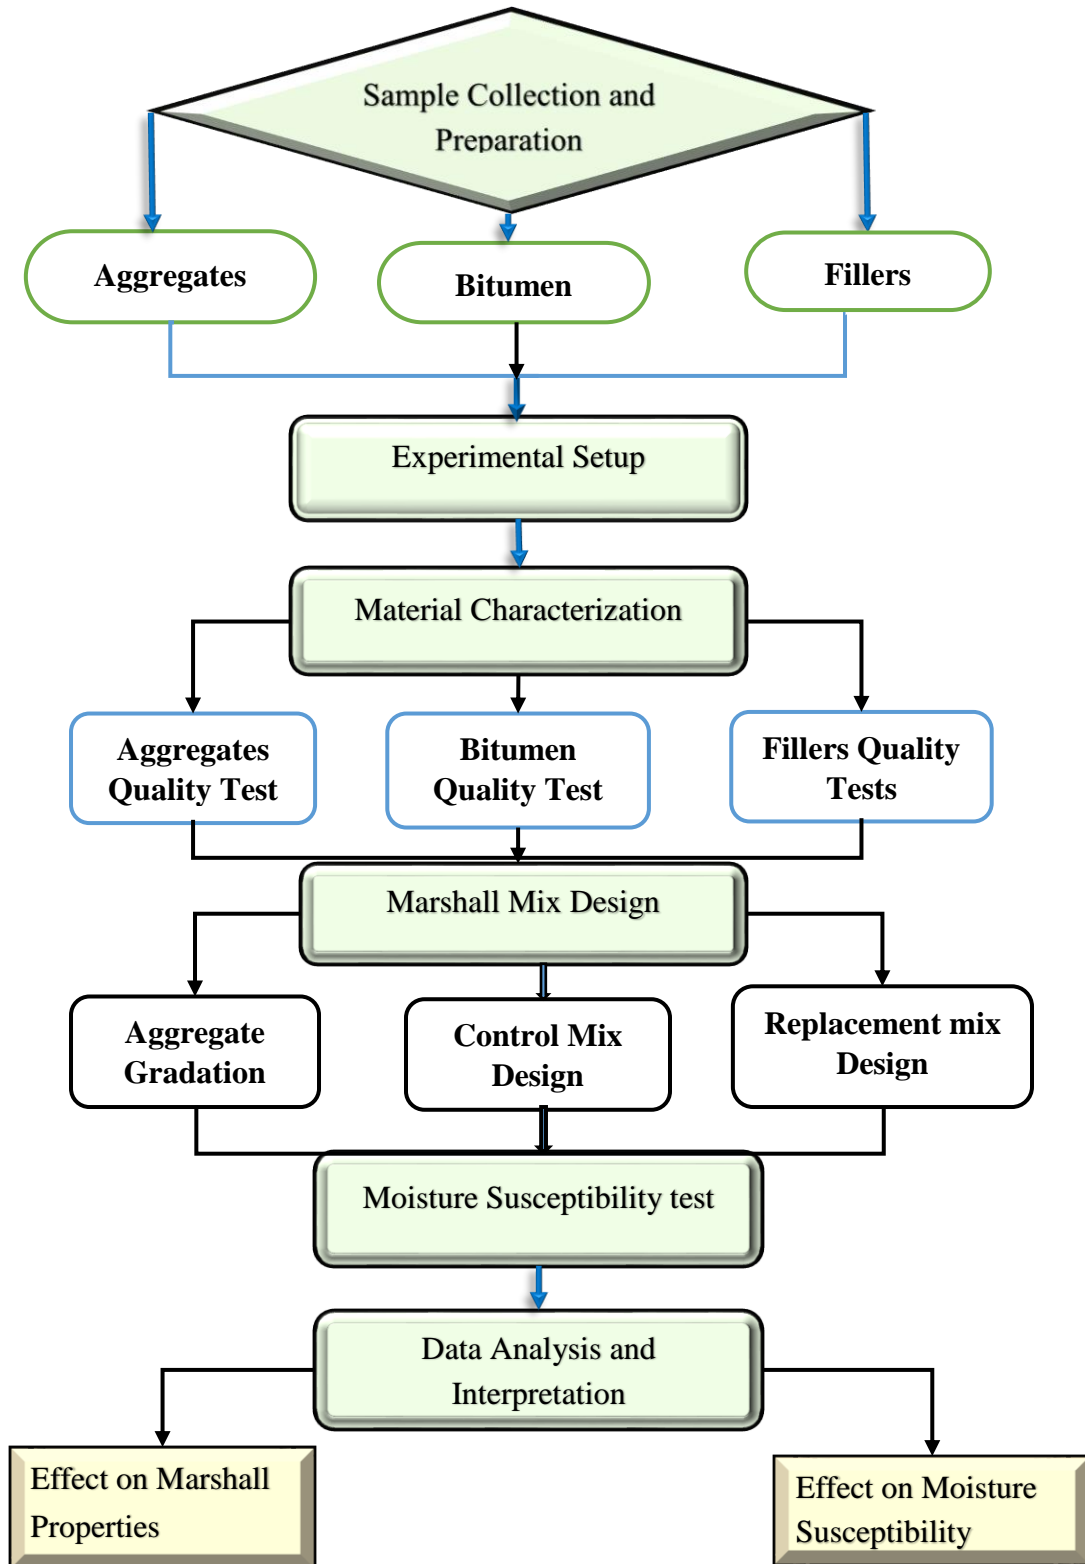 Sample Collection and
Preparation
Aggregates
Bitumen
Fillers
Experimental Setup
Material Characterization
Aggregates
Quality Test
Bitumen
Quality Test
Fillers Quality
Tests
Marshall Mix Design
Aggregate
Gradation
Control Mix
Design
Replacement mix
Design
Moisture Susceptibility test
Data Analysis and
Interpretation
Effect on Marshall
Properties
Effect on Moisture
Susceptibility